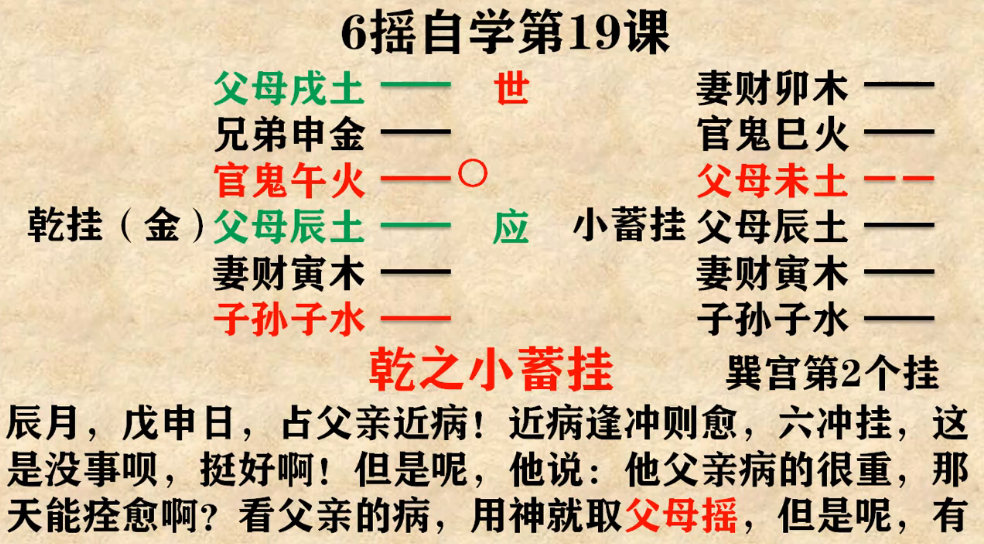 6摇自学第19课
父母戌土 世 妻财卯木
兄弟申金 官鬼巳火
官鬼午火 父母未土
乾挂（金）父母辰土 应 小蓄挂 父母辰土
妻财寅木 妻财寅木
子孙子水 子孙子水
乾之小蓄挂 巽宫第2个挂
辰月，戊申日，占父亲近病！近病逢冲则愈，六冲挂，这
是没事呗，挺好啊！但是呢，他说：他父亲病的很重，那
天能痊愈啊？看父亲的病，用神就取父母摇，但是呢，有